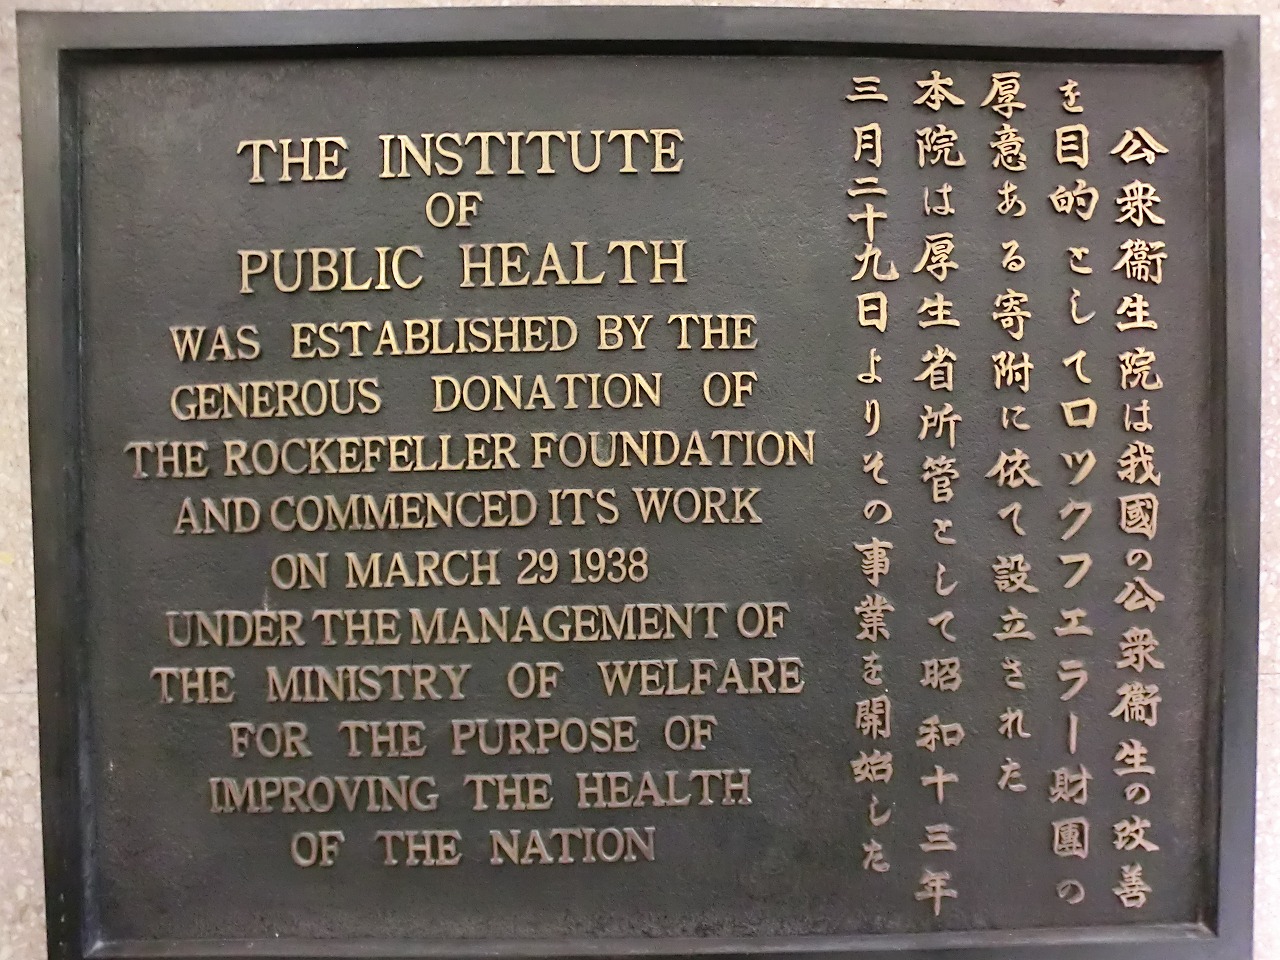 THE INSTITUTE
OF
PUBLIC HEALTH
WAS ESTABLISHED BY THE
GENEROUS DONATION OF
THE ROCKEFELLER FOUNDATION
AND COMMENCED ITS WORK
ON MARCH 29 1938
UNDER THE MANAGEMENT OF
THE MINISTRY OF WELFARE
FOR THE PURPOSE OF
IMPROVING THE HEALTH
OF THE NATION
公衆衞生院は我國の公衆衞生の改善
を目的としてロツクフエラー財團の
厚意ある寄附に依て設立された
本院は厚生省所管として昭和十三年
三月二十九日よりその事業を開始した